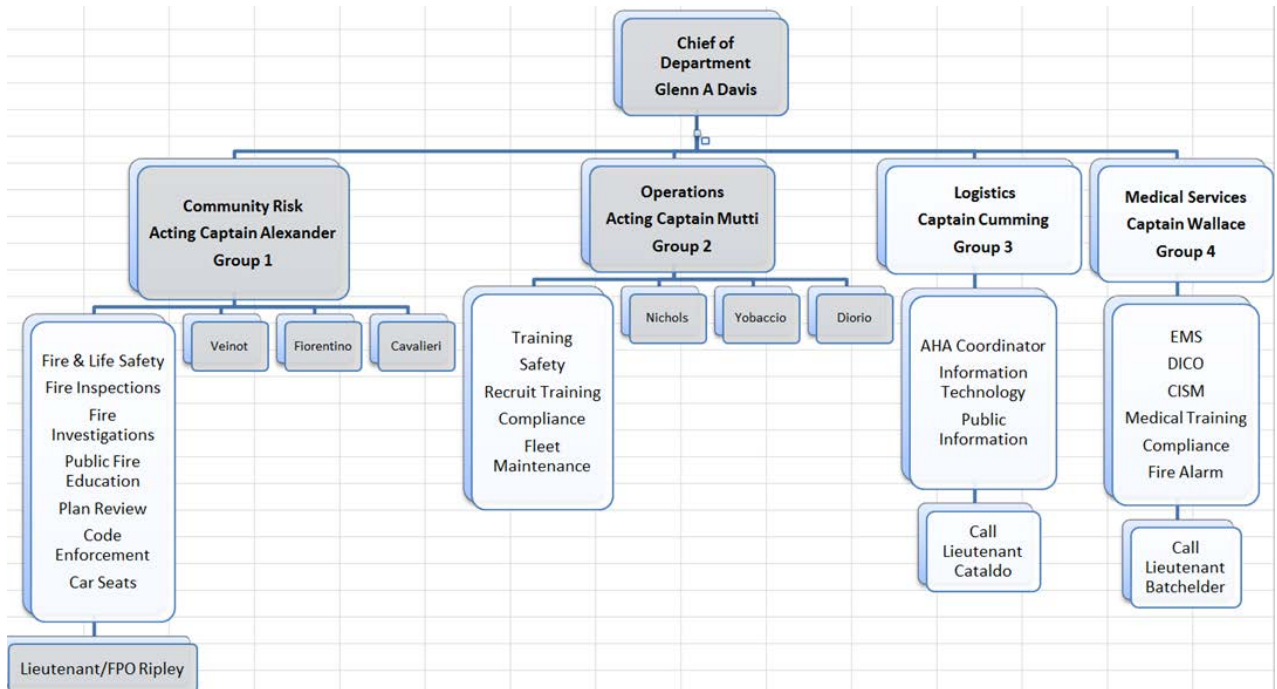 Chief of
Department
Glenn A Davis
Community Risk
Acting Captain Alexander
Group 1
Operations
Acting Captain Mutti
Group 2
Logistics
Captain Cumming
Group 3
Medical Services
Captain Wallace
Group 4
Fire & Life Safety
Fire Inspections
Fire
Investigations
Public Fire
Education
Plan Review
Code
Enforcement
Car Seats
Veinot
Fiorentino
Cavalieri
Training
Safety
Recruit Training
Compliance
Fleet
Maintenance
Nichols
Yobaccio
Diorio
AHA Coordinator
Information
Technology
Public
Information
EMS
DICO
CISM
Medical Training
Compliance
Fire Alarm
Call
Lieutenant
Cataldo
Call
Lieutenant
Batchelder
Lieutenant/FPO Ripley